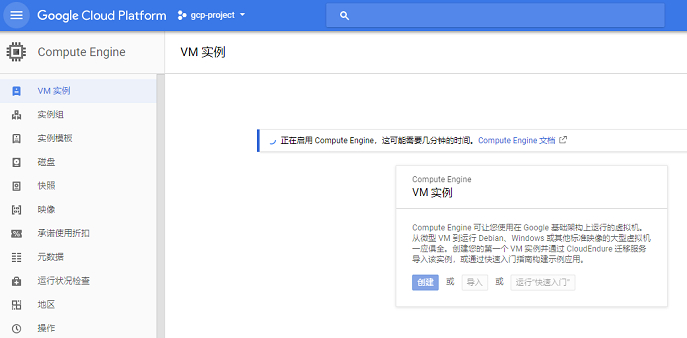 Google Cloud Platform
gcp-project
Compute Engine
VM 实例
VM 实例
实例组
实例模板
磁盘
快照
映像
承诺使用折扣
元数据
运行状况检查
地区
操作
正在启用 Compute Engine，这可能需要几分钟的时间。Compute Engine 文档
Compute Engine
VM 实例
Compute Engine 可让您使用在 Google 基础架构上运行的虚拟机。
从微型 VM 到运行 Debian、Windows 或其他标准映像的大型虚拟机
一应俱全。创建您的第一个 VM 实例并通过 CloudEndure 迁移服务
导入该实例，或通过快速入门指南构建示例应用。
创建 或 导入 或 运行“快速入门”